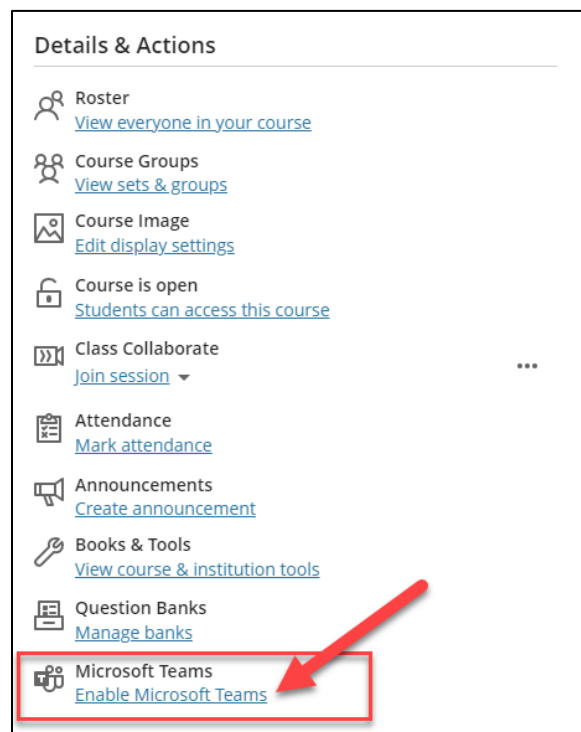 Details & Actions
Roster
View everyone in your course
Course Groups
View sets & groups
Course Image
Edit display settings
Course is open
Students can access this course
Class Collaborate
Join session
Attendance
Mark attendance
Announcements
Create announcement
Books & Tools
View course & institution tools
Question Banks
Manage banks
Microsoft Teams
Enable Microsoft Teams